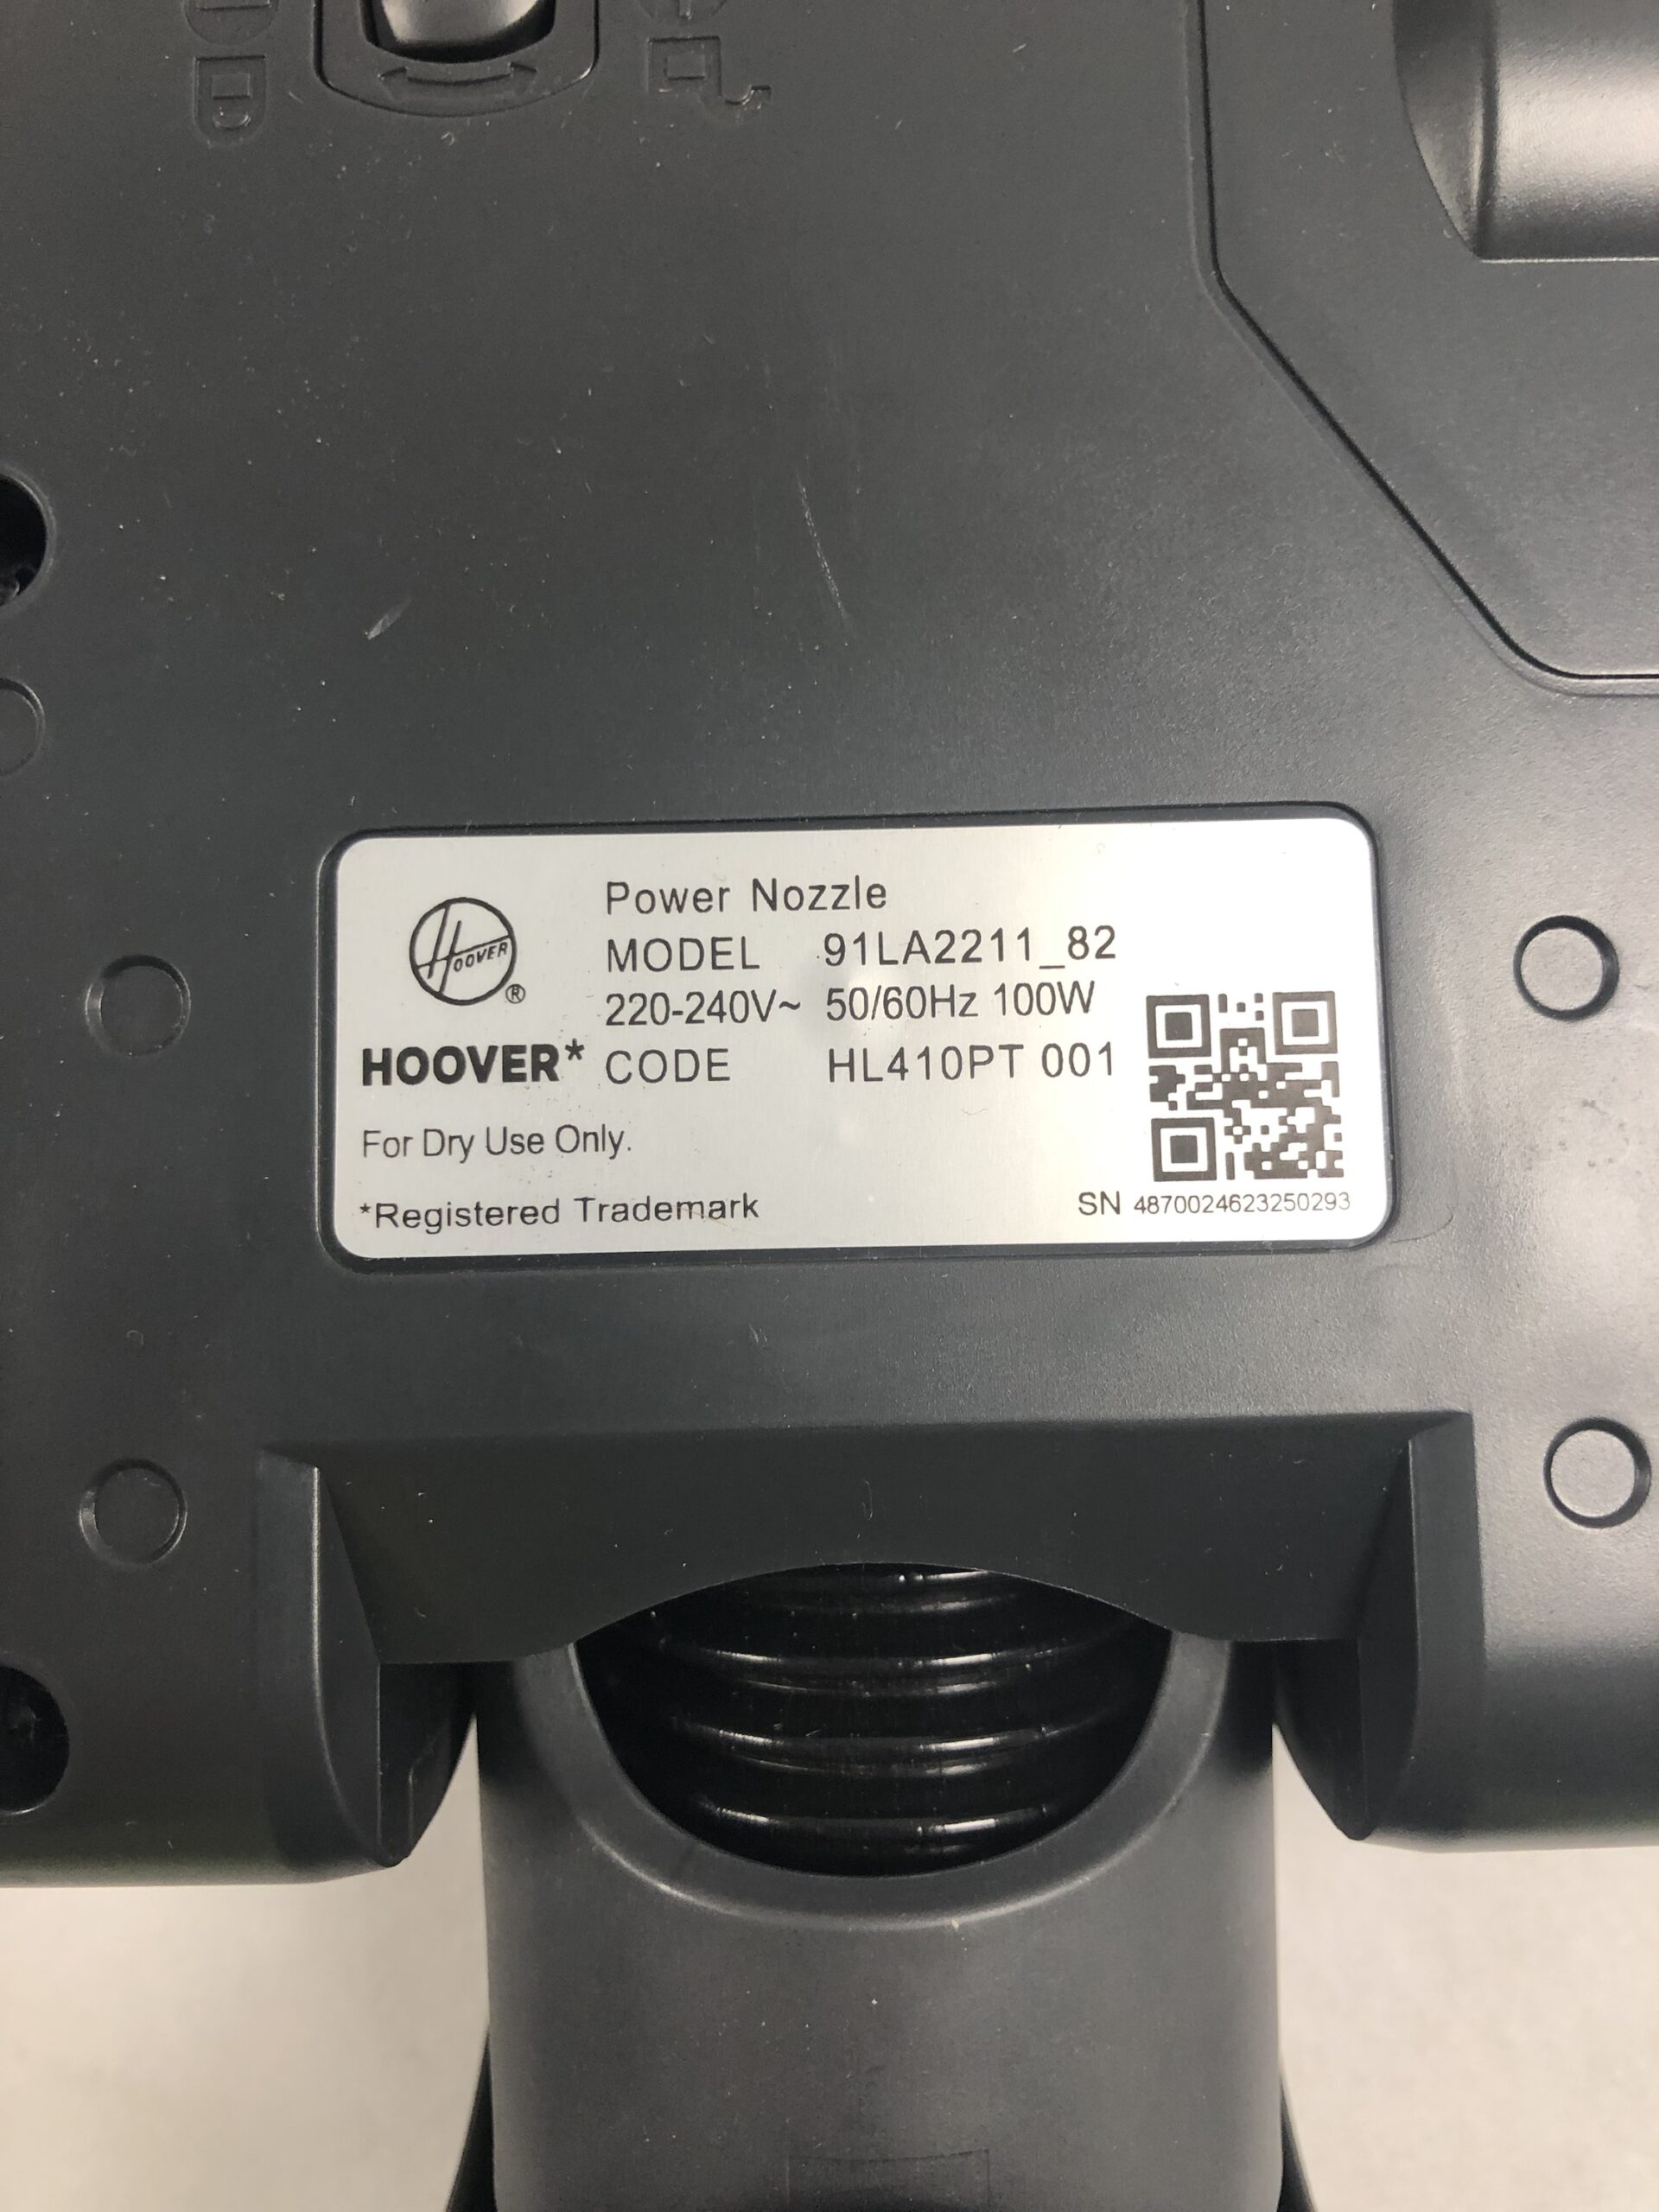 HOOVER
®
HOOVER*
Power Nozzle
MODEL 91LA2211_82
220-240V~ 50/60Hz 100W
CODE HL410PT 001
For Dry Use Only.
*Registered Trademark
SN 4870024623250293